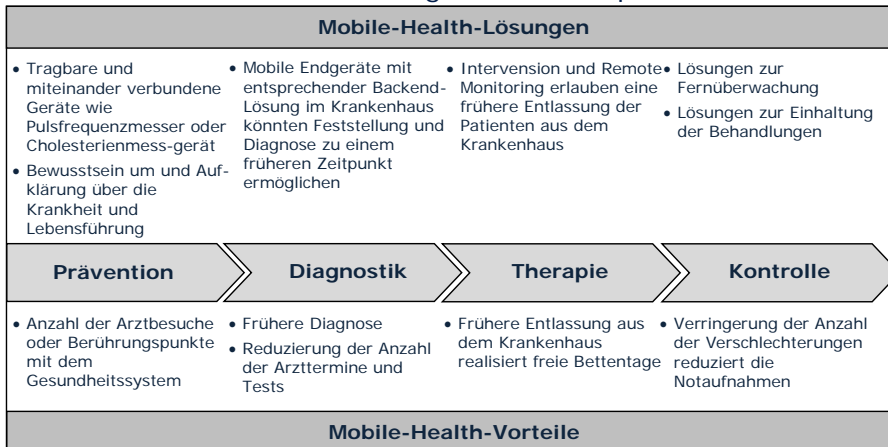 Mobile-Health-Lösungen
• Tragbare und
miteinander verbundene
Geräte wie
Pulsfrequenzmesser oder
Cholesterienmess-gerät
• Bewusstsein um und Auf-
klärung über die
Krankheit und
Lebensführung
• Mobile Endgeräte mit
entsprechender Backend-
Lösung im Krankenhaus
könnten Feststellung und
Diagnose zu einem
früheren Zeitpunkt
ermöglichen
• Intervension und Remote
Monitoring erlauben eine
frühere Entlassung der
Patienten aus dem
Krankenhaus
• Lösungen zur
Fernüberwachung
• Lösungen zur Einhaltung
der Behandlungen
Prävention
Diagnostik
Therapie
Kontrolle
• Anzahl der Arztbesuche
oder Berührungspunkte
mit dem
Gesundheitssystem
• Frühere Diagnose
• Reduzierung der Anzahl
der Arzttermine und
Tests
• Frühere Entlassung aus
dem Krankenhaus
realisiert freie Bettentage
• Verringerung der Anzahl
der Verschlechterungen
reduziert die
Notaufnahmen
Mobile-Health-Vorteile